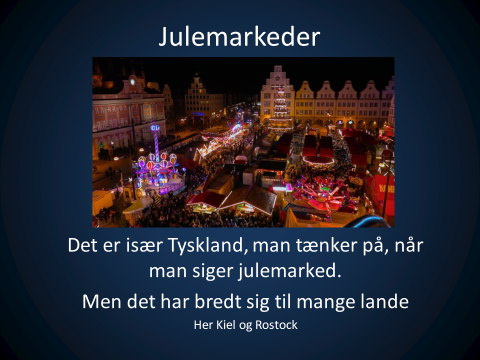 Julemarkeder
Det er især Tyskland, man tænker på, når
man siger julemarked.
Men det har bredt sig til mange lande
Her Kiel og Rostock